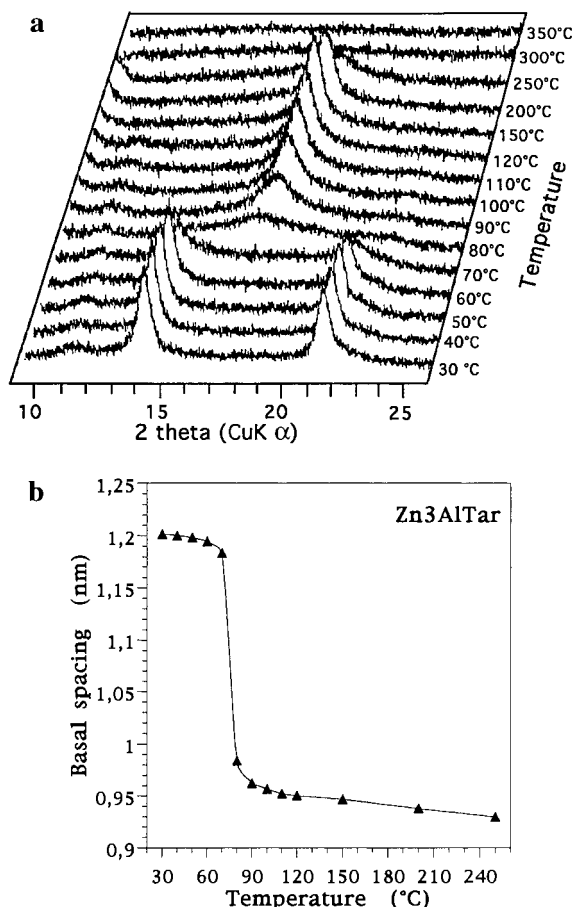 a
350°C
300°C
250°C
200°C
150°C
120°C
110°C
100°C
90°C
80°C
70°C
60°C
50°C
40°C
30 °C
Temperature
10 15 20 25
2 theta (CuK α)
b
Zn3AlTar
1,25
1,2
1,15
1,1
1,05
1
0,95
0,9
Basal spacing (nm)
30 60 90 120 150 180 210 240
Temperature (°C)